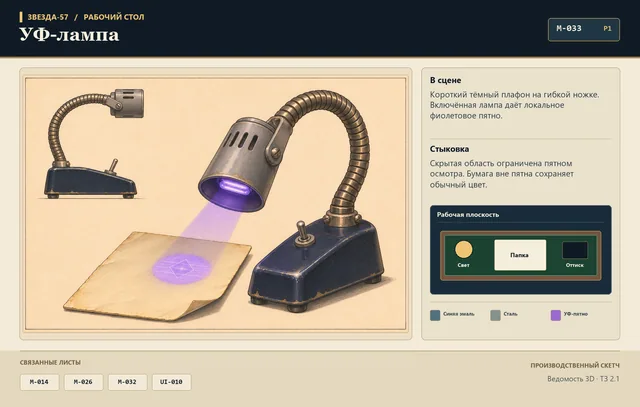 ЗВЕЗДА-57 / РАБОЧИЙ СТОЛ
УФ-лампа
М-033 P1
В сцене
Короткий тёмный плафон на гибкой ножке.
Включённая лампа даёт локальное
фиолетовое пятно.
Стыковка
Скрытая область ограничена пятном
осмотра. Бумага вне пятна сохраняет
обычный цвет.
Рабочая плоскость
Свет
Папка
Оттиск
Синяя эмаль
Сталь
УФ-пятно
СВЯЗАННЫЕ ЛИСТЫ
М-014
М-026
М-032
UI-010
ПРОИЗВОДСТВЕННЫЙ СКЕТЧ
Ведомость 3D · ТЗ 2.1